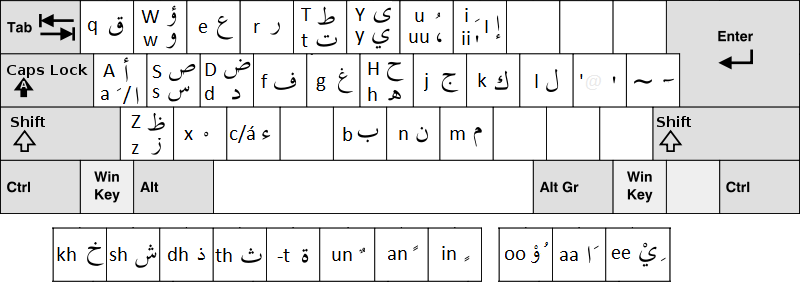 Tab q ق W ؤ w و e ع r ر T ط t ت Y ى y ي u ُ uu ، i ِ إ ا ii Enter
Caps Lock A أ a َ /ا S ص s س D ض d د f ف g غ H ح h ه j ج k ك l ل '@ ' ~ -
Shift Z ظ z ز x ْ c/á ء b ب n ن m م Shift
Ctrl Win Key Alt Alt Gr Win Key Ctrl
kh خ sh ش dh ذ th ث -t ة un ٌ an ً in ٍ oo ُوْ aa َا ee ِيْ